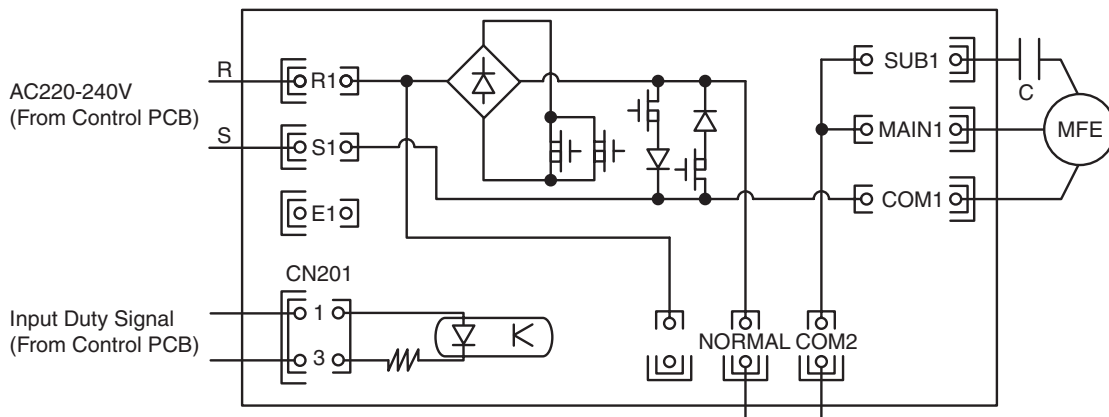 R
R1
AC220-240V
(From Control PCB)
S
S1
E1
CN201
Input Duty Signal
(From Control PCB)
1
3
SUB1
C
MAIN1
MFE
COM1
NORMAL
COM2